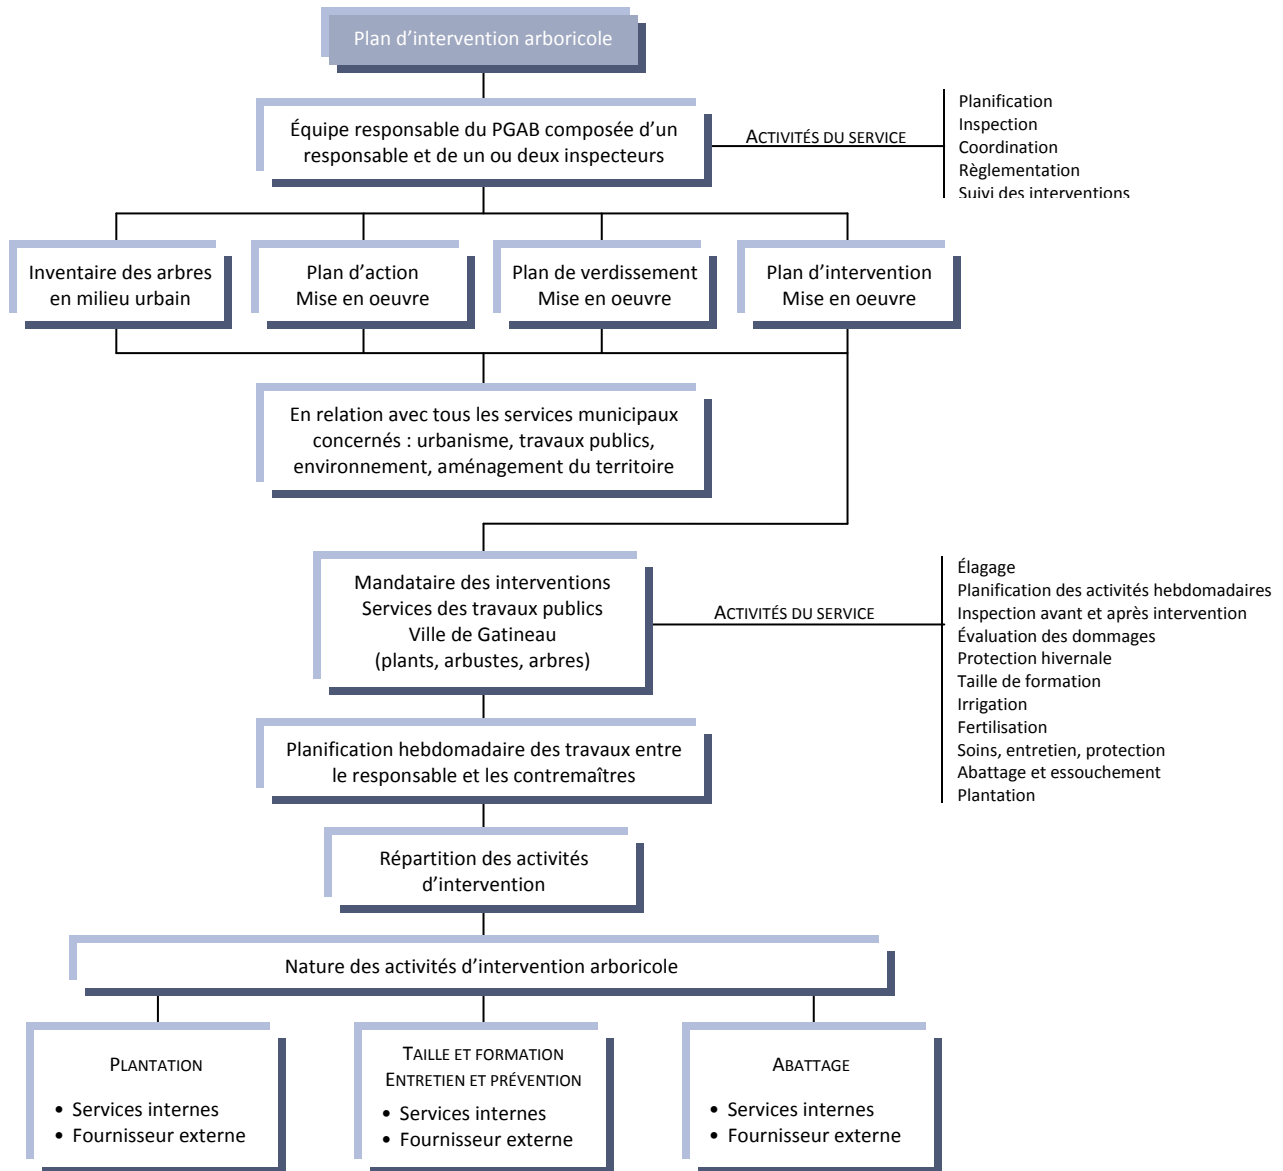 Plan d’intervention arboricole
Équipe responsable du PGAB composée d’un
responsable et de un ou deux inspecteurs
ACTIVITÉS DU SERVICE
Planification
Inspection
Coordination
Règlementation
Suivi des interventions
Inventaire des arbres
en milieu urbain
Plan d’action
Mise en oeuvre
Plan de verdissement
Mise en oeuvre
Plan d’intervention
Mise en oeuvre
En relation avec tous les services municipaux
concernés : urbanisme, travaux publics,
environnement, aménagement du territoire
Mandataire des interventions
Services des travaux publics
Ville de Gatineau
(plants, arbustes, arbres)
ACTIVITÉS DU SERVICE
Élagage
Planification des activités hebdomadaires
Inspection avant et après intervention
Évaluation des dommages
Protection hivernale
Taille de formation
Irrigation
Fertilisation
Soins, entretien, protection
Abattage et essouchement
Plantation
Planification hebdomadaire des travaux entre
le responsable et les contremaîtres
Répartition des activités
d’intervention
Nature des activités d’intervention arboricole
PLANTATION
• Services internes
• Fournisseur externe
TAILLE ET FORMATION
ENTRETIEN ET PRÉVENTION
• Services internes
• Fournisseur externe
ABATTAGE
• Services internes
• Fournisseur externe